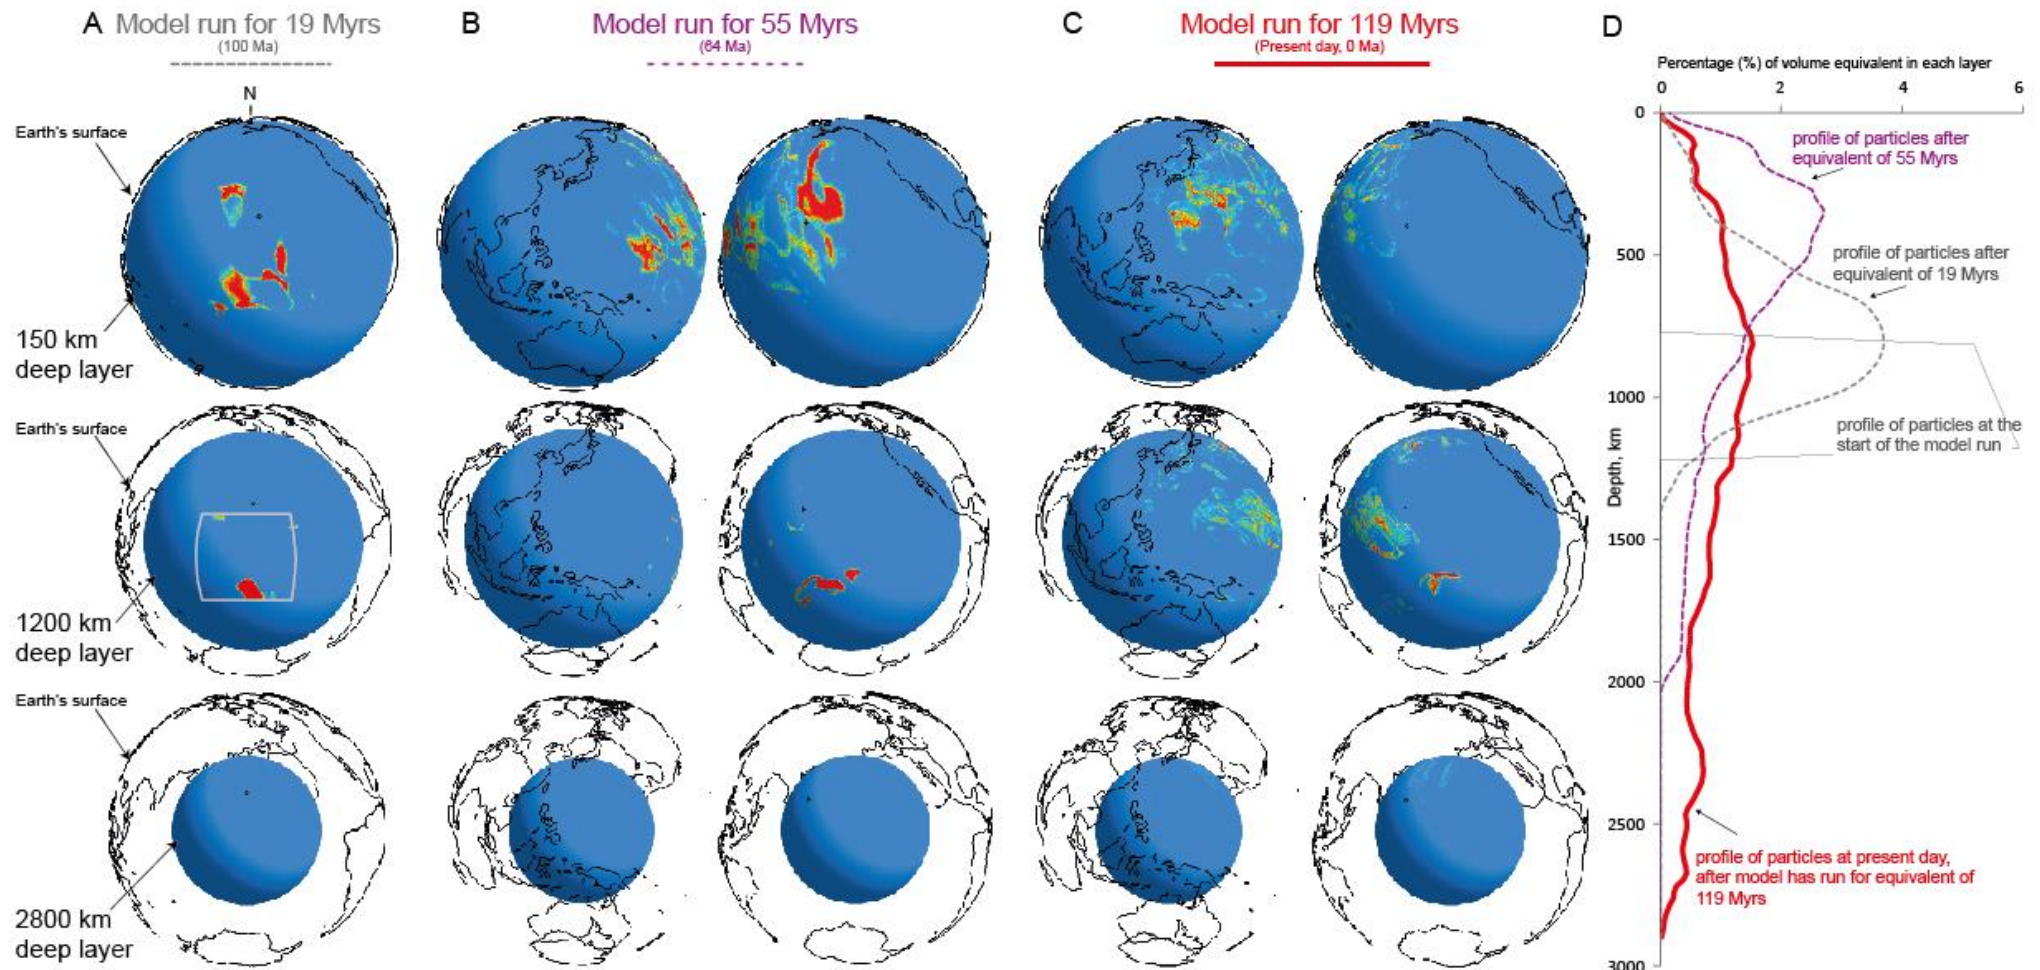 A Model run for 19 Myrs
(100 Ma)
N
Earth's surface
150 km
deep layer
Earth's surface
1200 km
deep layer
Earth's surface
2800 km
deep layer
B Model run for 55 Myrs
(64 Ma)
C Model run for 119 Myrs
(Present day, 0 Ma)
D
Percentage (%) of volume equivalent in each layer
0 2 4 6
0
500
1000
1500
2000
2500
3000
Depth, km
profile of particles after
equivalent of 55 Myrs
profile of particles after
equivalent of 19 Myrs
profile of particles at the
start of the model run
profile of particles at present day,
after model has run for equivalent of
119 Myrs